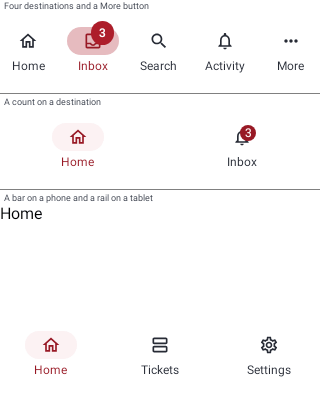 Four destinations and a More button
3
Home Inbox Search Activity More
A count on a destination
3
Home Inbox
A bar on a phone and a rail on a tablet
Home
Home Tickets Settings